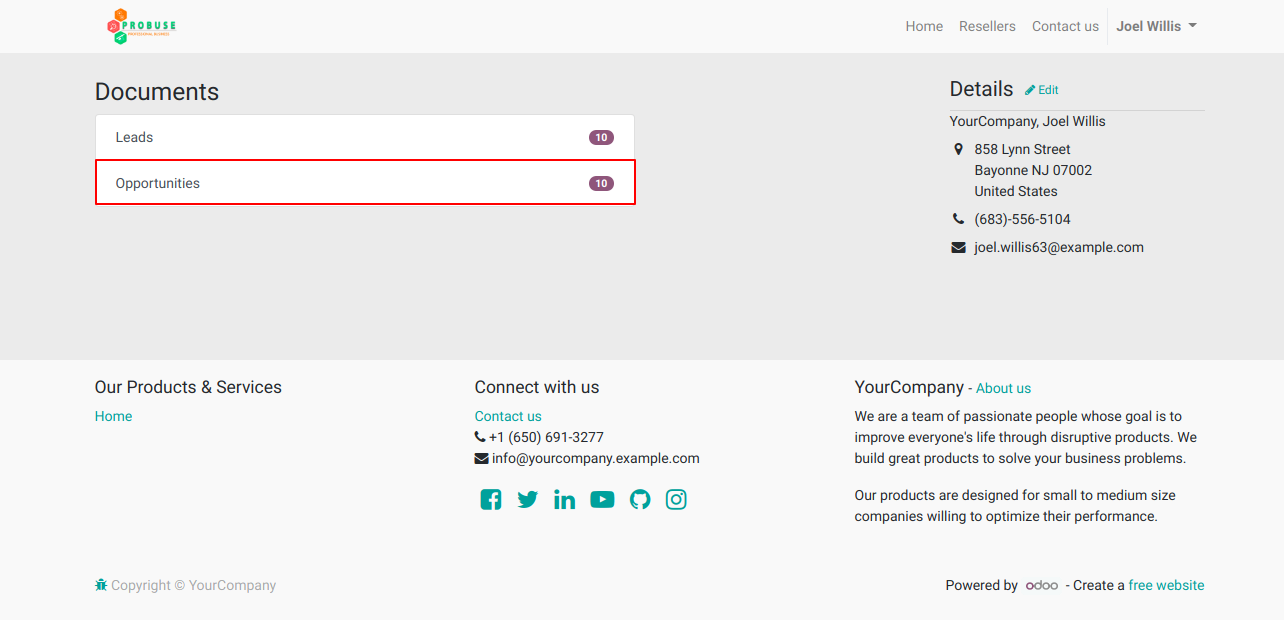 PROBUSE
Home Resellers Contact us Joel Willis
Documents
Leads 10
Opportunities 10
Details Edit
YourCompany, Joel Willis
858 Lynn Street
Bayonne NJ 07002
United States
(683)-556-5104
joel.willis63@example.com
Our Products & Services
Home
Connect with us
Contact us
+1 (650) 691-3277
info@yourcompany.example.com
YourCompany - About us
We are a team of passionate people whose goal is to
improve everyone's life through disruptive products. We
build great products to solve your business problems.
Our products are designed for small to medium size
companies willing to optimize their performance.
Copyright © YourCompany
Powered by odoo - Create a free website